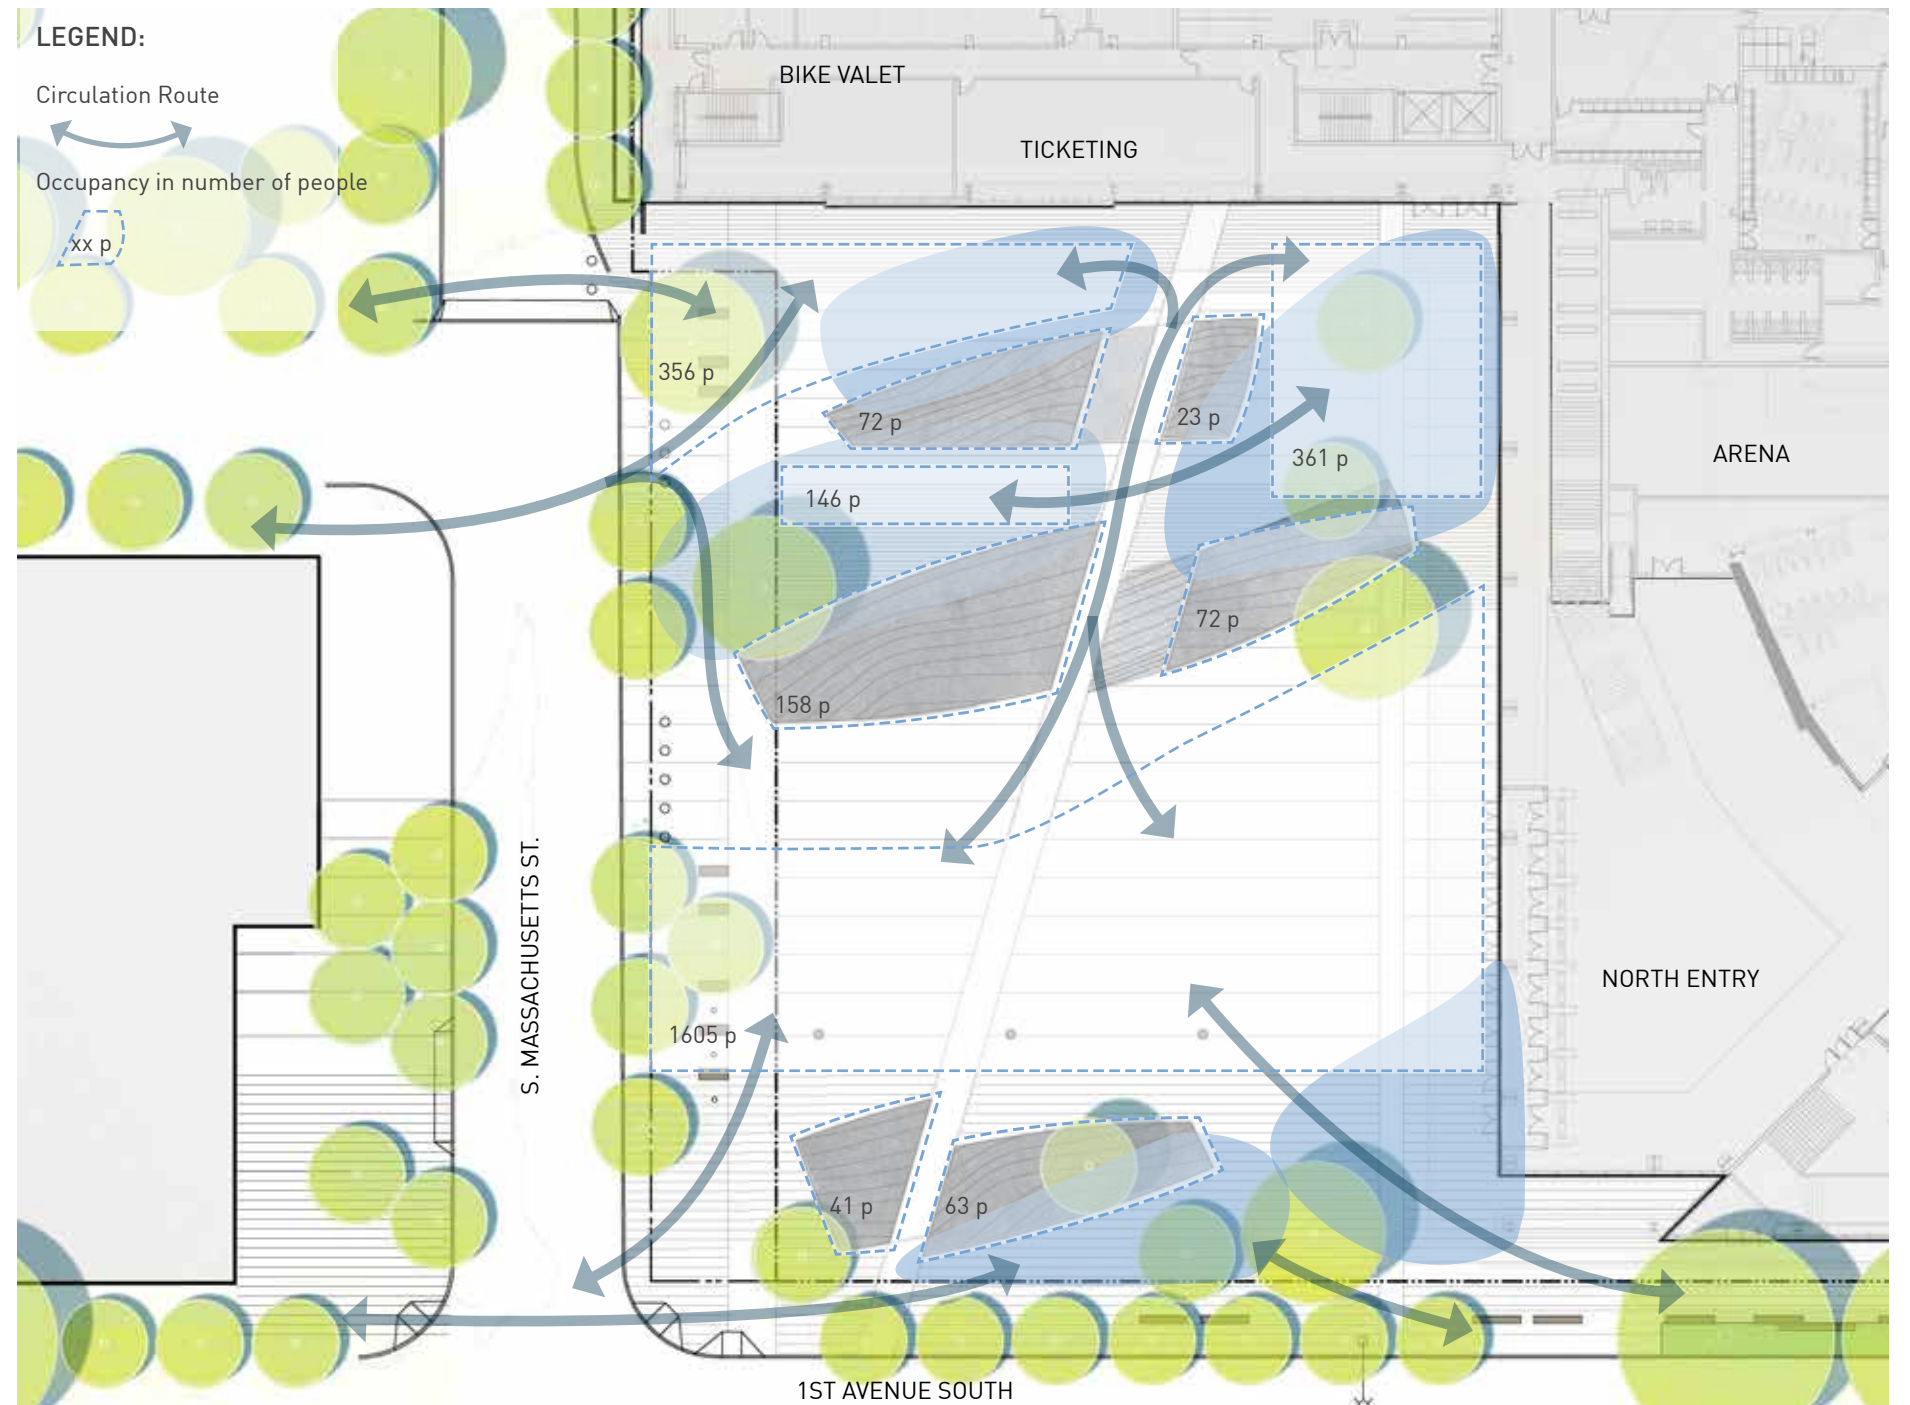 LEGEND:
Circulation Route
Occupancy in number of people
xx p
BIKE VALET
TICKETING
356 p
72 p
23 p
361 p
146 p
ARENA
72 p
158 p
S. MASSACHUSETTS ST.
NORTH ENTRY
1605 p
41 p
63 p
1ST AVENUE SOUTH